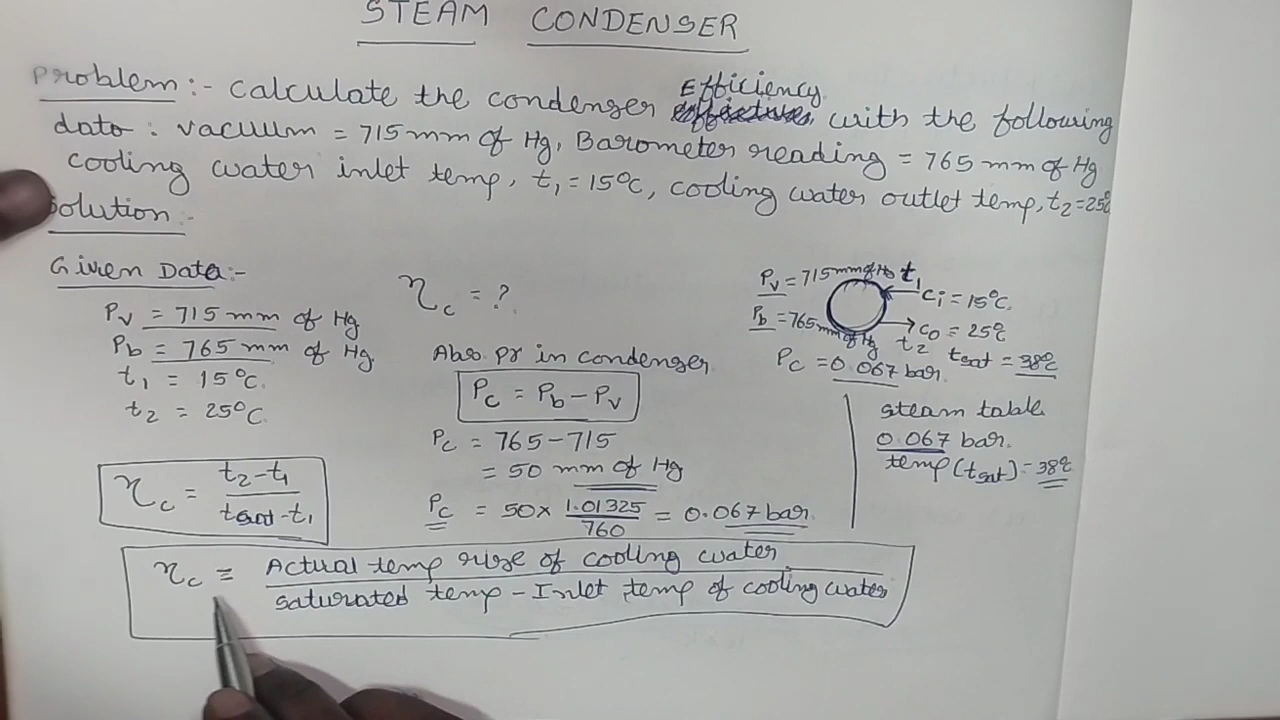 STEAM CONDENSER
Problem :- Calculate the condenser Efficiency with the following
data : vacuum = 715 mm of Hg, Barometer reading = 765 mm of Hg
cooling water inlet temp, t₁ = 15°C, cooling water outlet temp, t₂ = 25°C
Solution :-
Given Data :-
Pv = 715 mm of Hg
Pb = 765 mm of Hg.
t₁ = 15°C.
t₂ = 25°C.
ηc = t₂-t₁ / tsat-t₁
ηc = ?
Abs pr in condenser
Pc = Pb - Pv
Pc = 765 - 715
= 50 mm of Hg
Pc = 50 × 1.01325 / 760 = 0.067 bar.
Pv = 715 mm of Hg t₁
Ci = 15°C.
Pb = 765 mm of Hg
Co = 25°C
t₂
Pc = 0.067 bar. tsat = 38°C
steam table
0.067 bar.
temp (tsat) = 38°C
ηc = Actual temp rise of cooling water
saturated temp - Inlet temp of cooling water